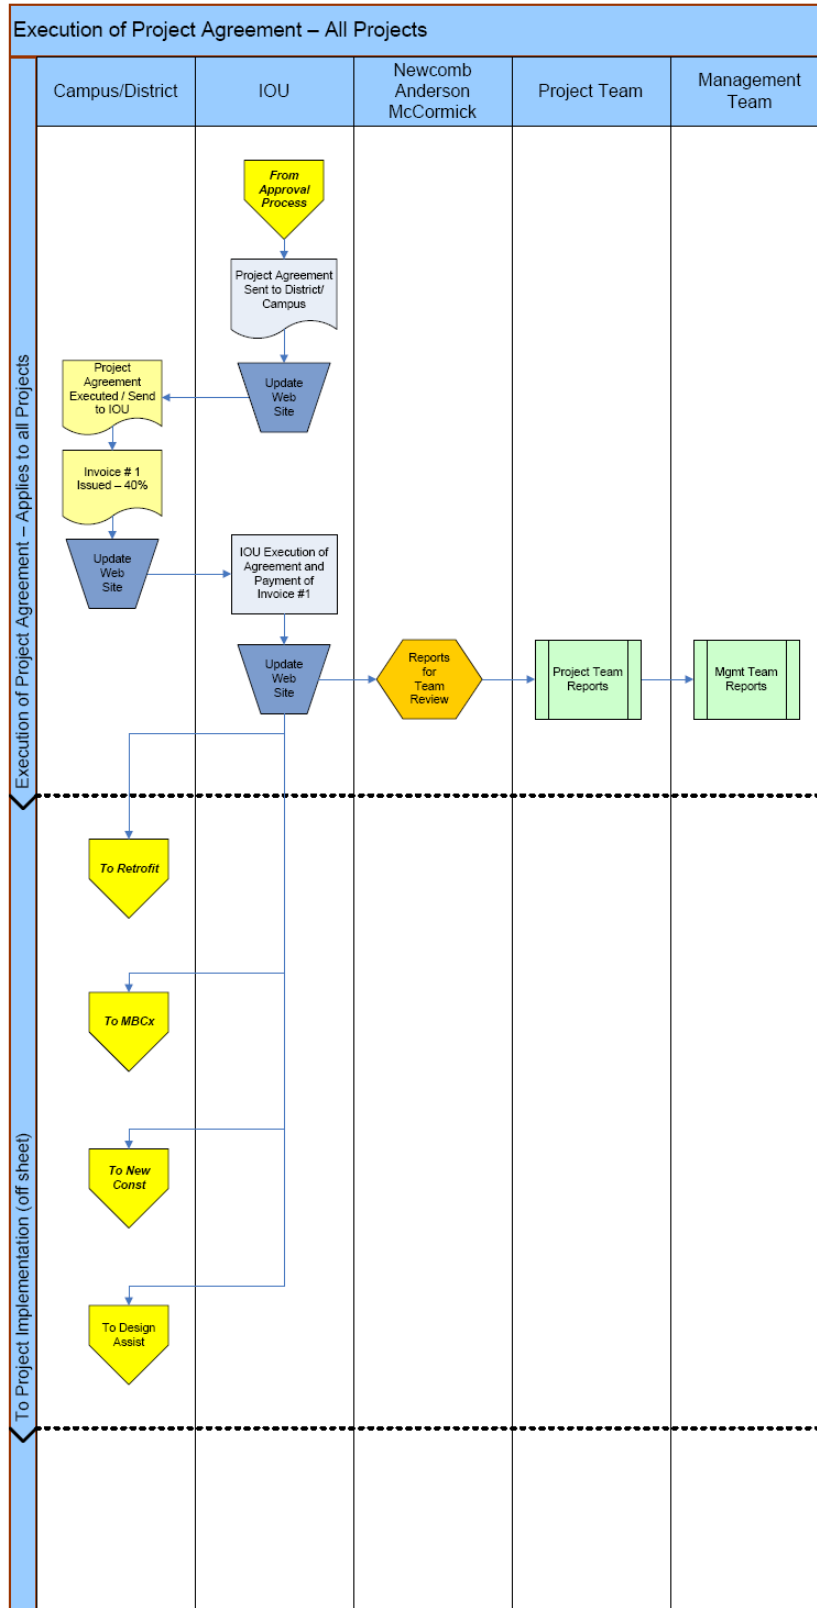 Execution of Project Agreement – All Projects
Campus/District
IOU
Newcomb
Anderson
McCormick
Project Team
Management
Team
Execution of Project Agreement – Applies to all Projects
From
Approval
Process
Project Agreement
Sent to District/
Campus
Update
Web
Site
Project
Agreement
Executed / Send
to IOU
Invoice # 1
Issued – 40%
Update
Web
Site
IOU Execution of
Agreement and
Payment of
Invoice #1
Update
Web
Site
Reports
for
Team
Review
Project Team
Reports
Mgmt Team
Reports
To Project Implementation (off sheet)
To Retrofit
To MBCx
To New
Const
To Design
Assist